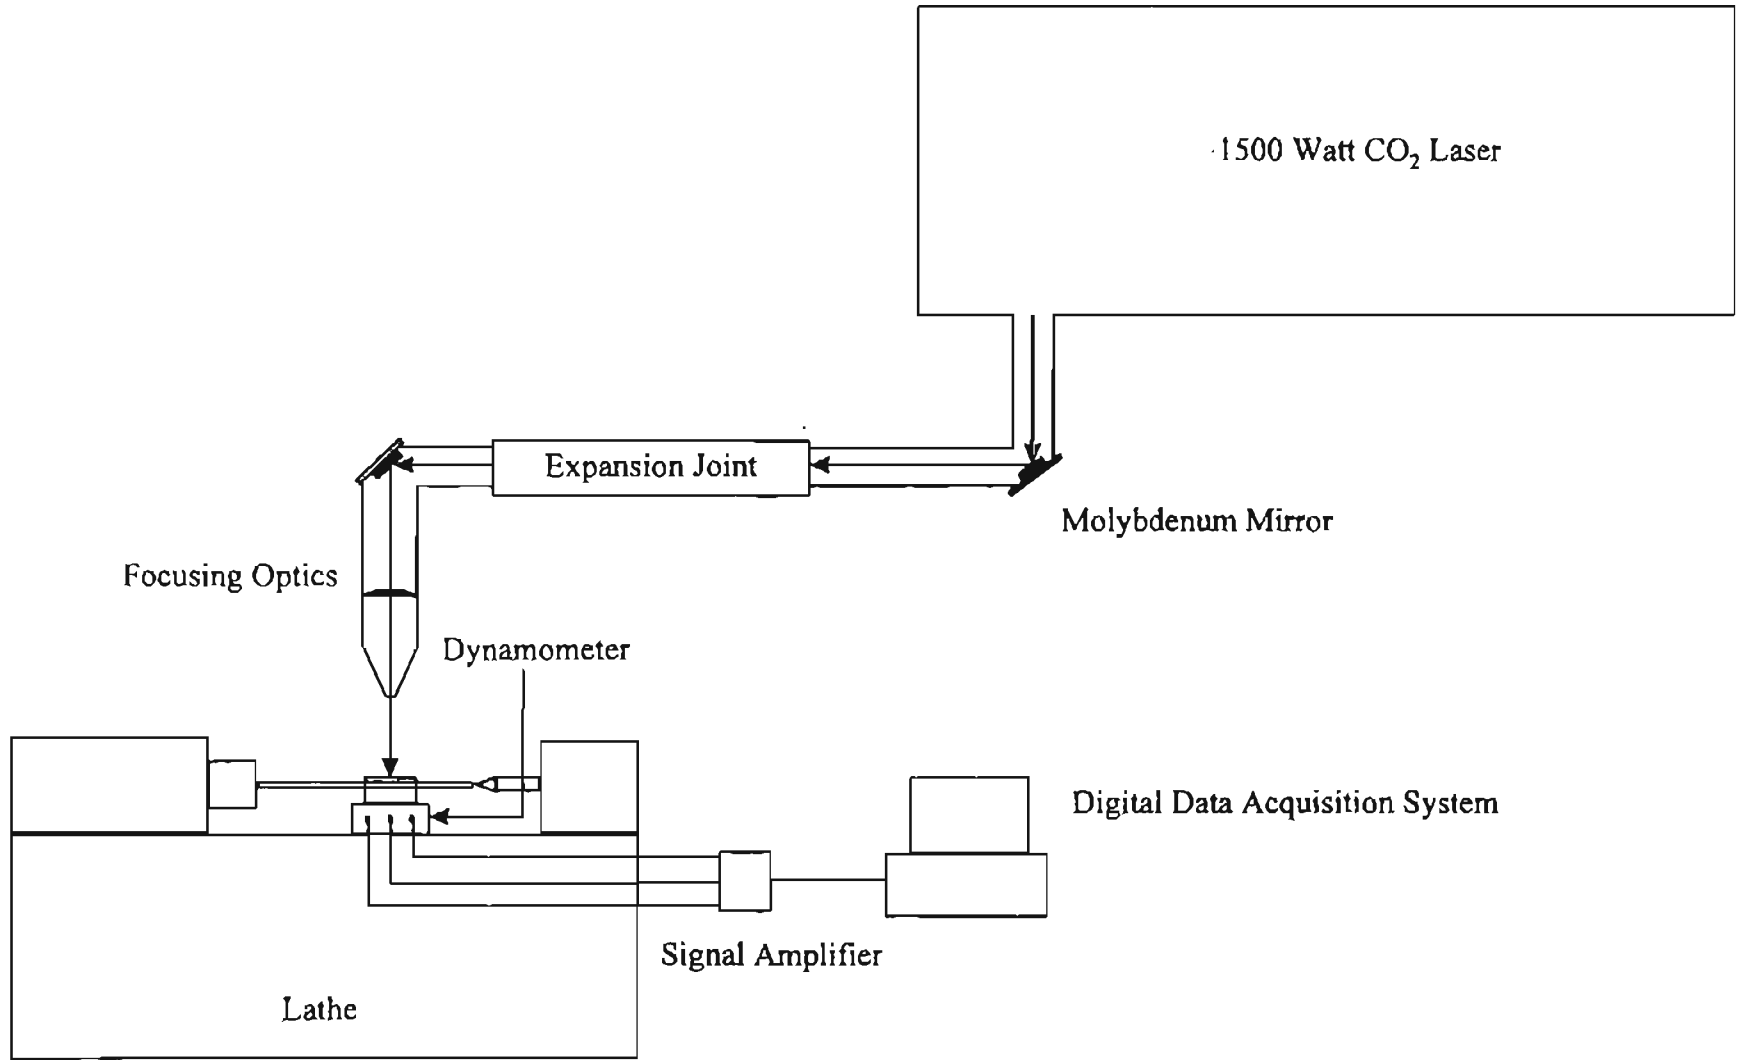 1500 Watt CO₂ Laser
Expansion Joint
Molybdenum Mirror
Focusing Optics
Dynamometer
Digital Data Acquisition System
Signal Amplifier
Lathe